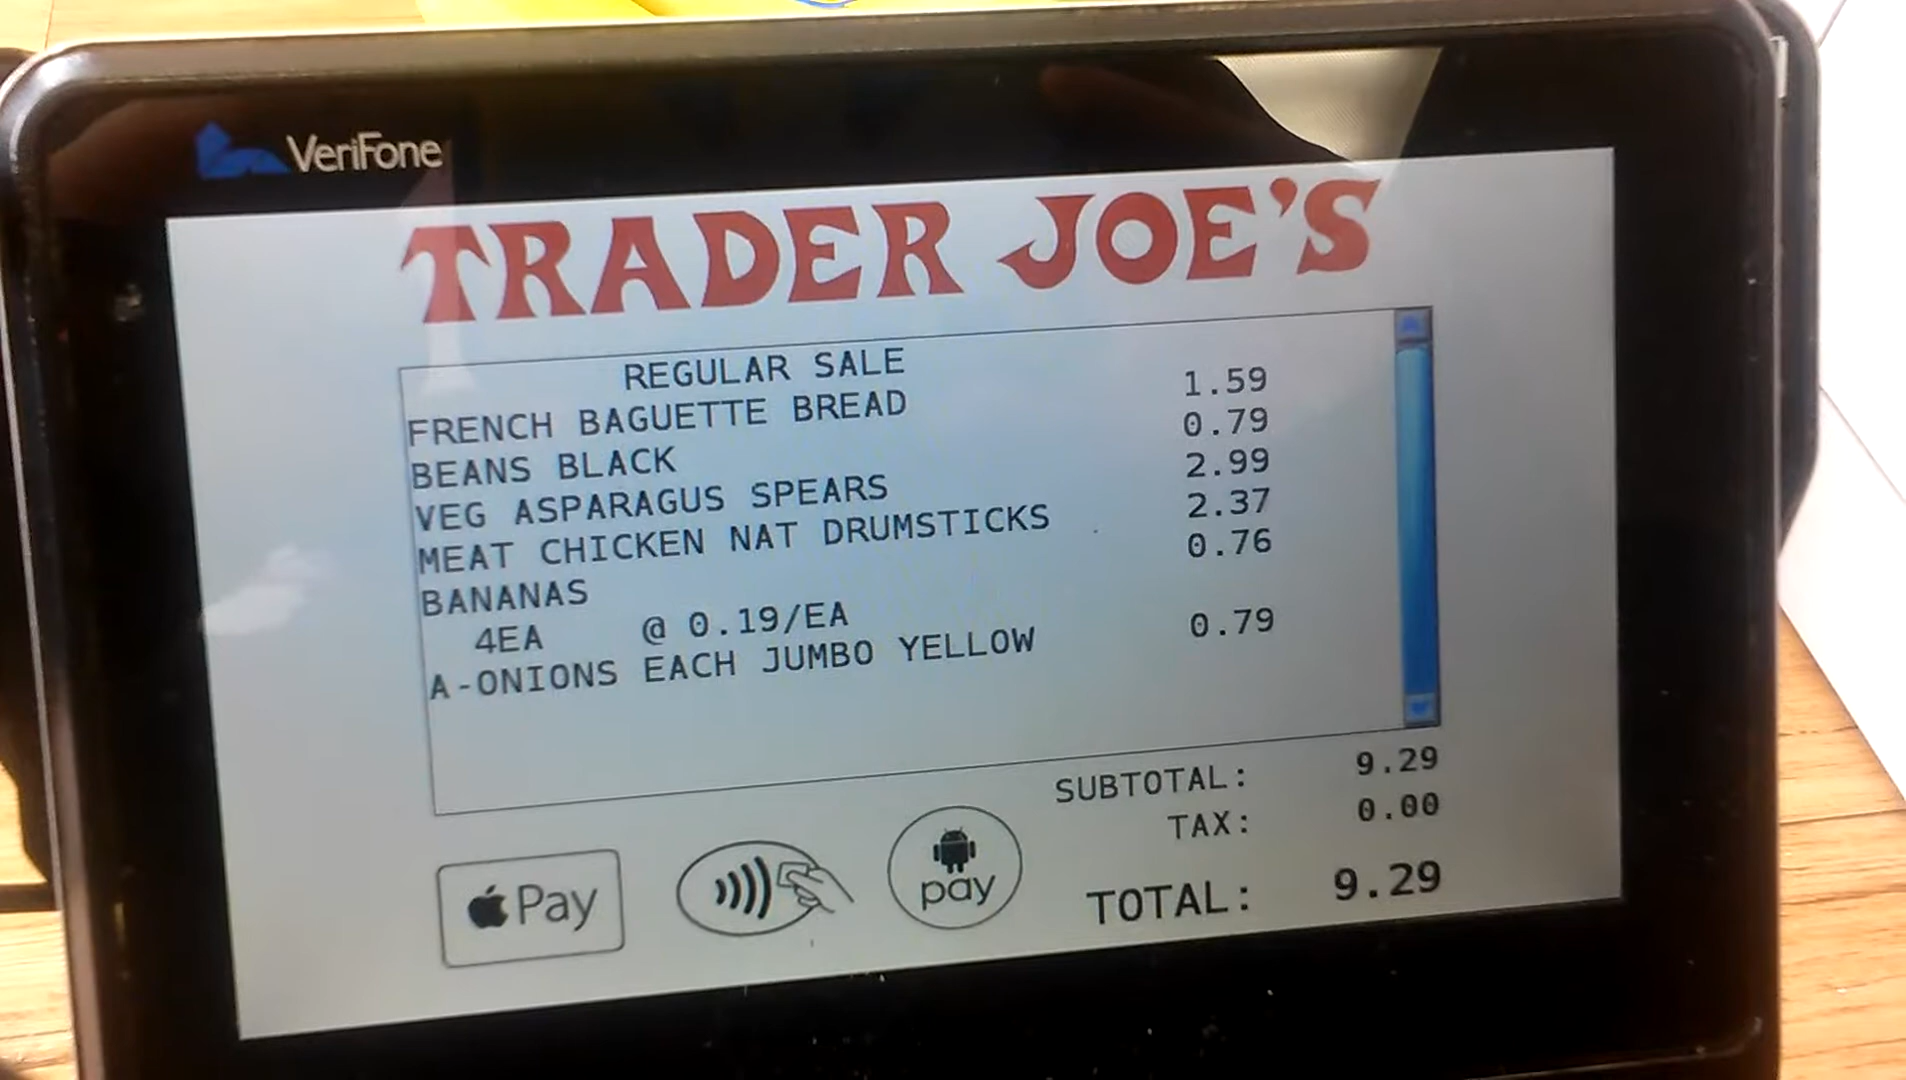 VeriFone
TRADER JOE'S
REGULAR SALE
FRENCH BAGUETTE BREAD 1.59
BEANS BLACK 0.79
VEG ASPARAGUS SPEARS 2.99
MEAT CHICKEN NAT DRUMSTICKS 2.37
BANANAS 0.76
4EA @ 0.19/EA
A-ONIONS EACH JUMBO YELLOW 0.79
SUBTOTAL: 9.29
TAX: 0.00
TOTAL: 9.29
Pay
pay